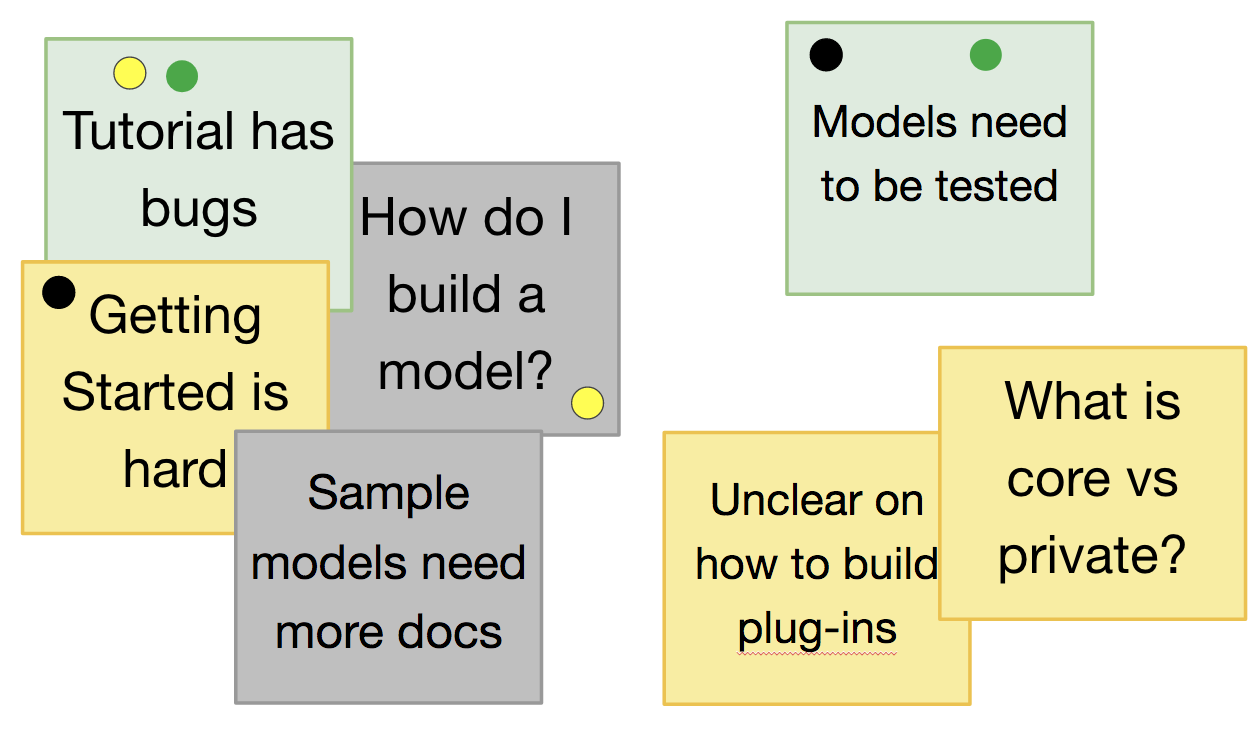 Tutorial has
bugs
How do I
build a
model?
Getting
Started is
hard
Sample
models need
more docs
Models need
to be tested
Unclear on
how to build
plug-ins
What is
core vs
private?